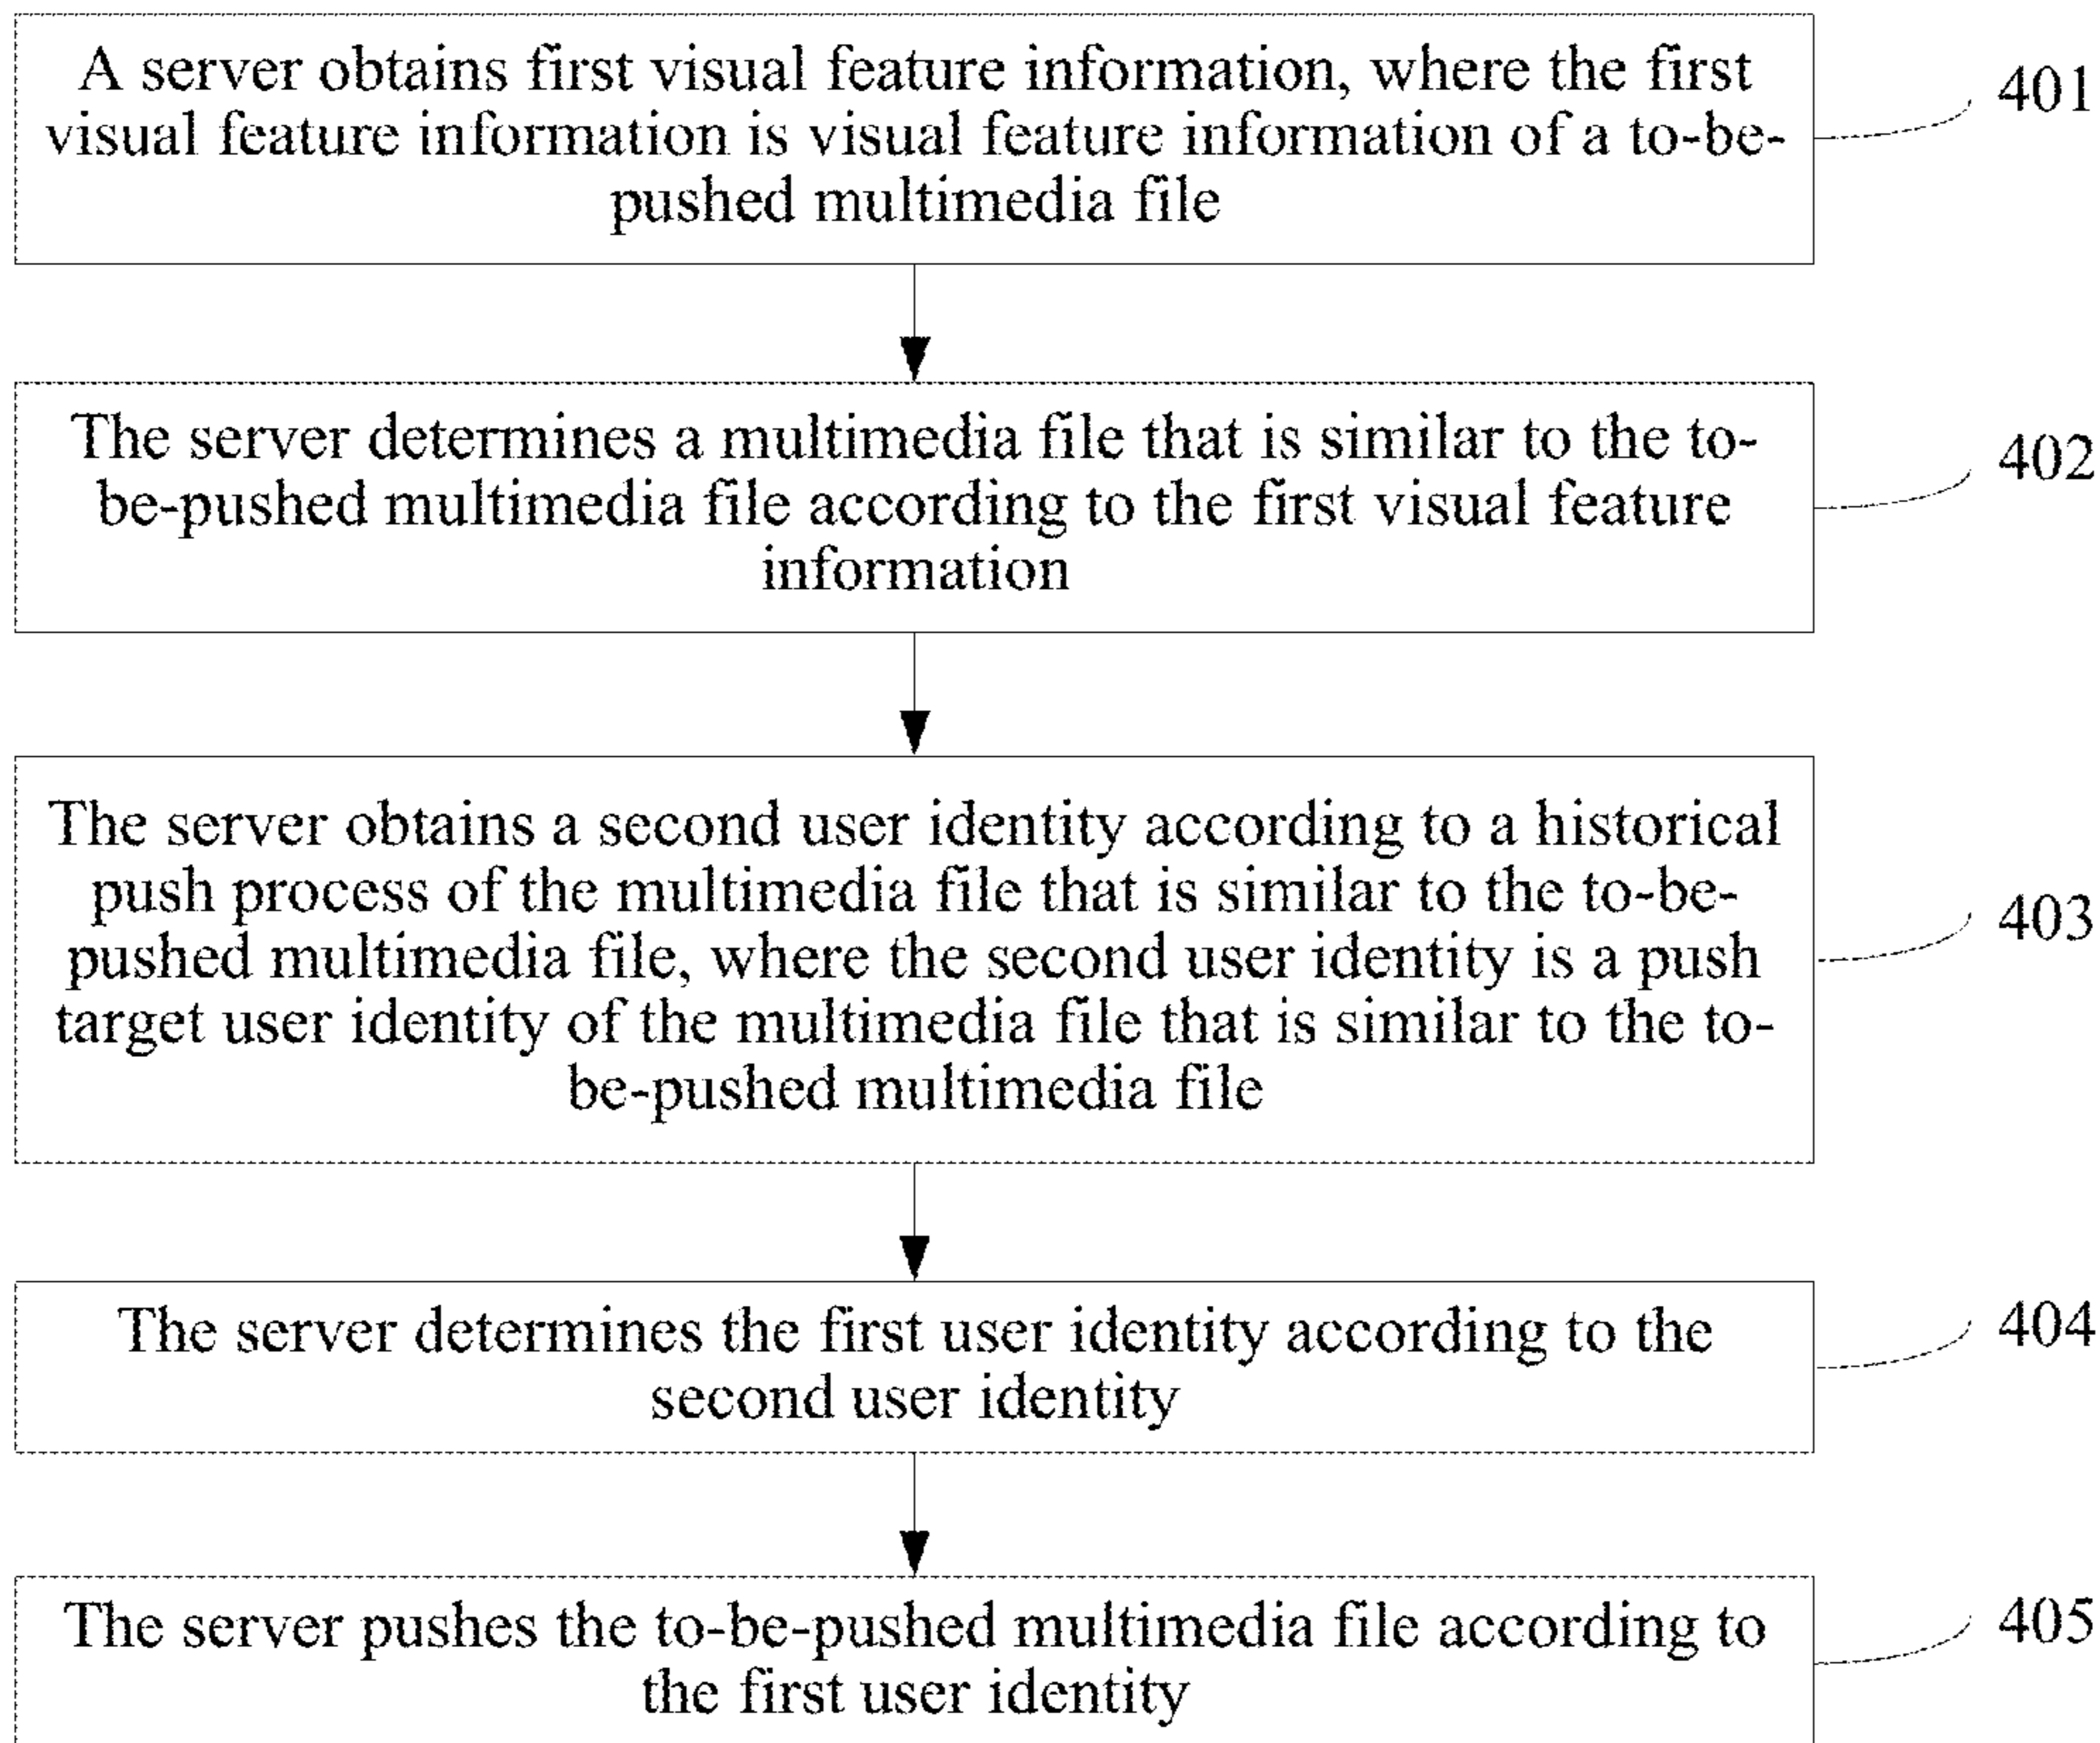 A server obtains first visual feature information, where the first
visual feature information is visual feature information of a to-be-
pushed multimedia file
401
The server determines a multimedia file that is similar to the to-
be-pushed multimedia file according to the first visual feature
information
402
The server obtains a second user identity according to a historical
push process of the multimedia file that is similar to the to-be-
pushed multimedia file, where the second user identity is a push
target user identity of the multimedia file that is similar to the to-
be-pushed multimedia file
403
The server determines the first user identity according to the
second user identity
404
The server pushes the to-be-pushed multimedia file according to
the first user identity
405